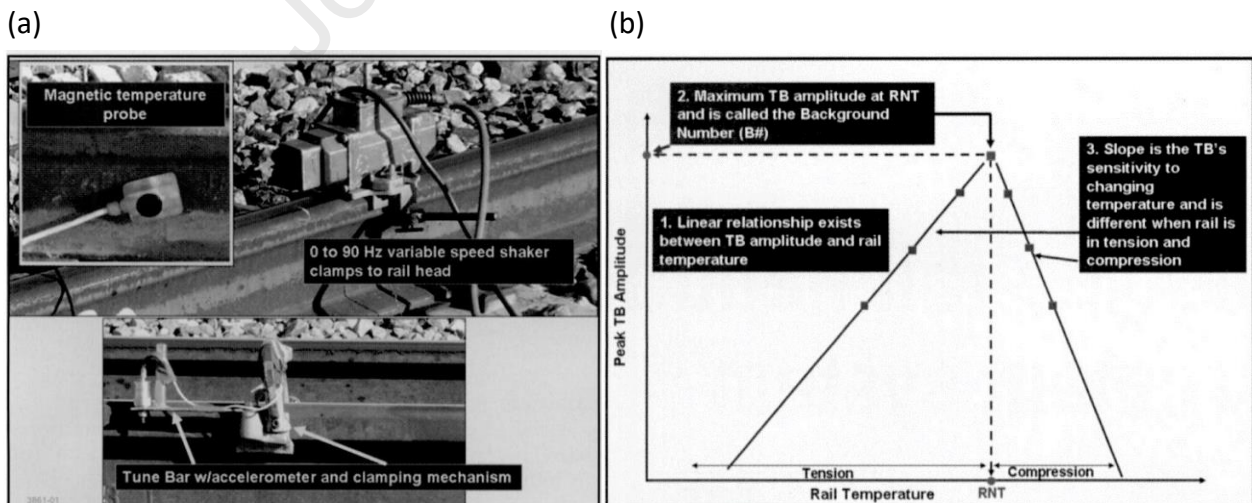 (a)
(b)
Magnetic temperature
probe
0 to 90 Hz variable speed shaker
clamps to rail head
Tune Bar w/accelerometer and clamping mechanism
3861-01
2. Maximum TB amplitude at RNT
and is called the Background
Number (B#)
1. Linear relationship exists
between TB amplitude and rail
temperature
3. Slope is the TB's
sensitivity to
changing
temperature and is
different when rail is
in tension and
compression
Peak TB Amplitude
Tension
Compression
Rail Temperature
RNT